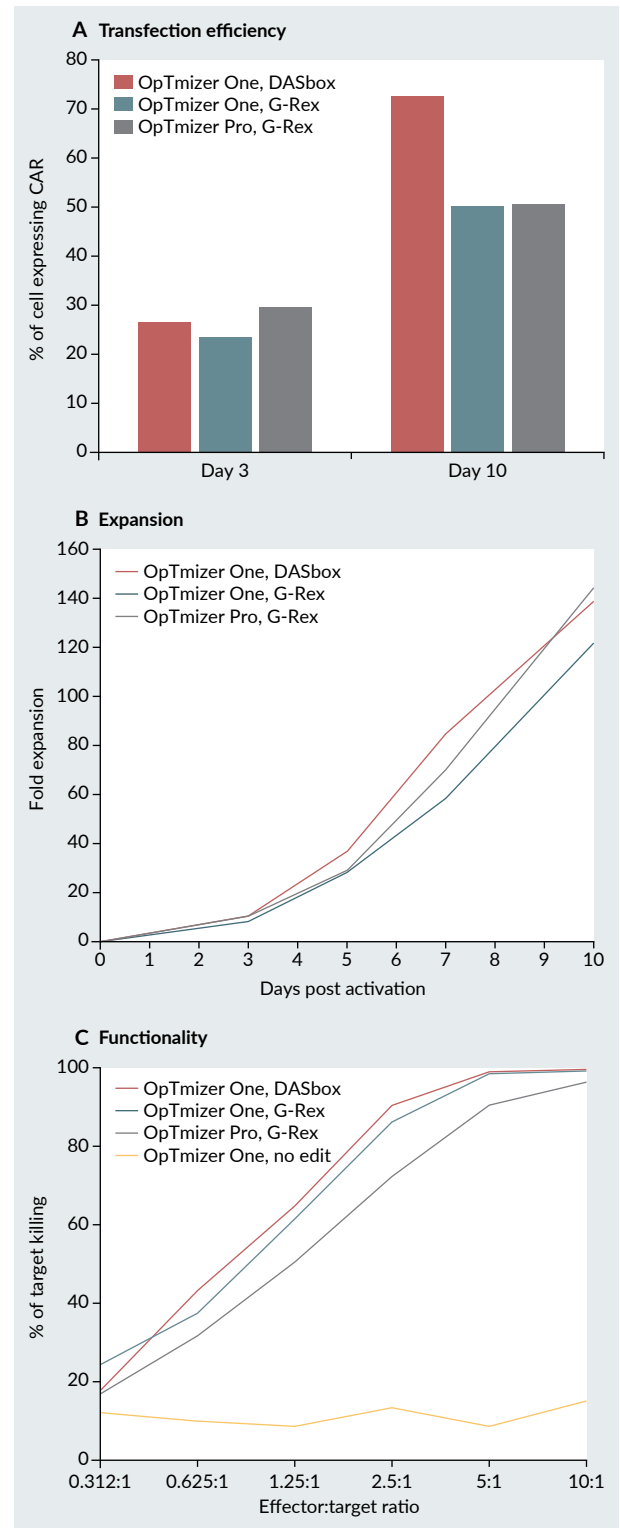 A Transfection efficiency
80
70
60
50
40
30
20
10
0
% of cell expressing CAR
OpTmizer One, DASbox
OpTmizer One, G-Rex
OpTmizer Pro, G-Rex
Day 3
Day 10
B Expansion
160
140
120
100
80
60
40
20
0
Fold expansion
OpTmizer One, DASbox
OpTmizer One, G-Rex
OpTmizer Pro, G-Rex
0 1 2 3 4 5 6 7 8 9 10
Days post activation
C Functionality
100
80
60
40
20
0
% of target killing
OpTmizer One, DASbox
OpTmizer One, G-Rex
OpTmizer Pro, G-Rex
OpTmizer One, no edit
0.312:1 0.625:1 1.25:1 2.5:1 5:1 10:1
Effector:target ratio